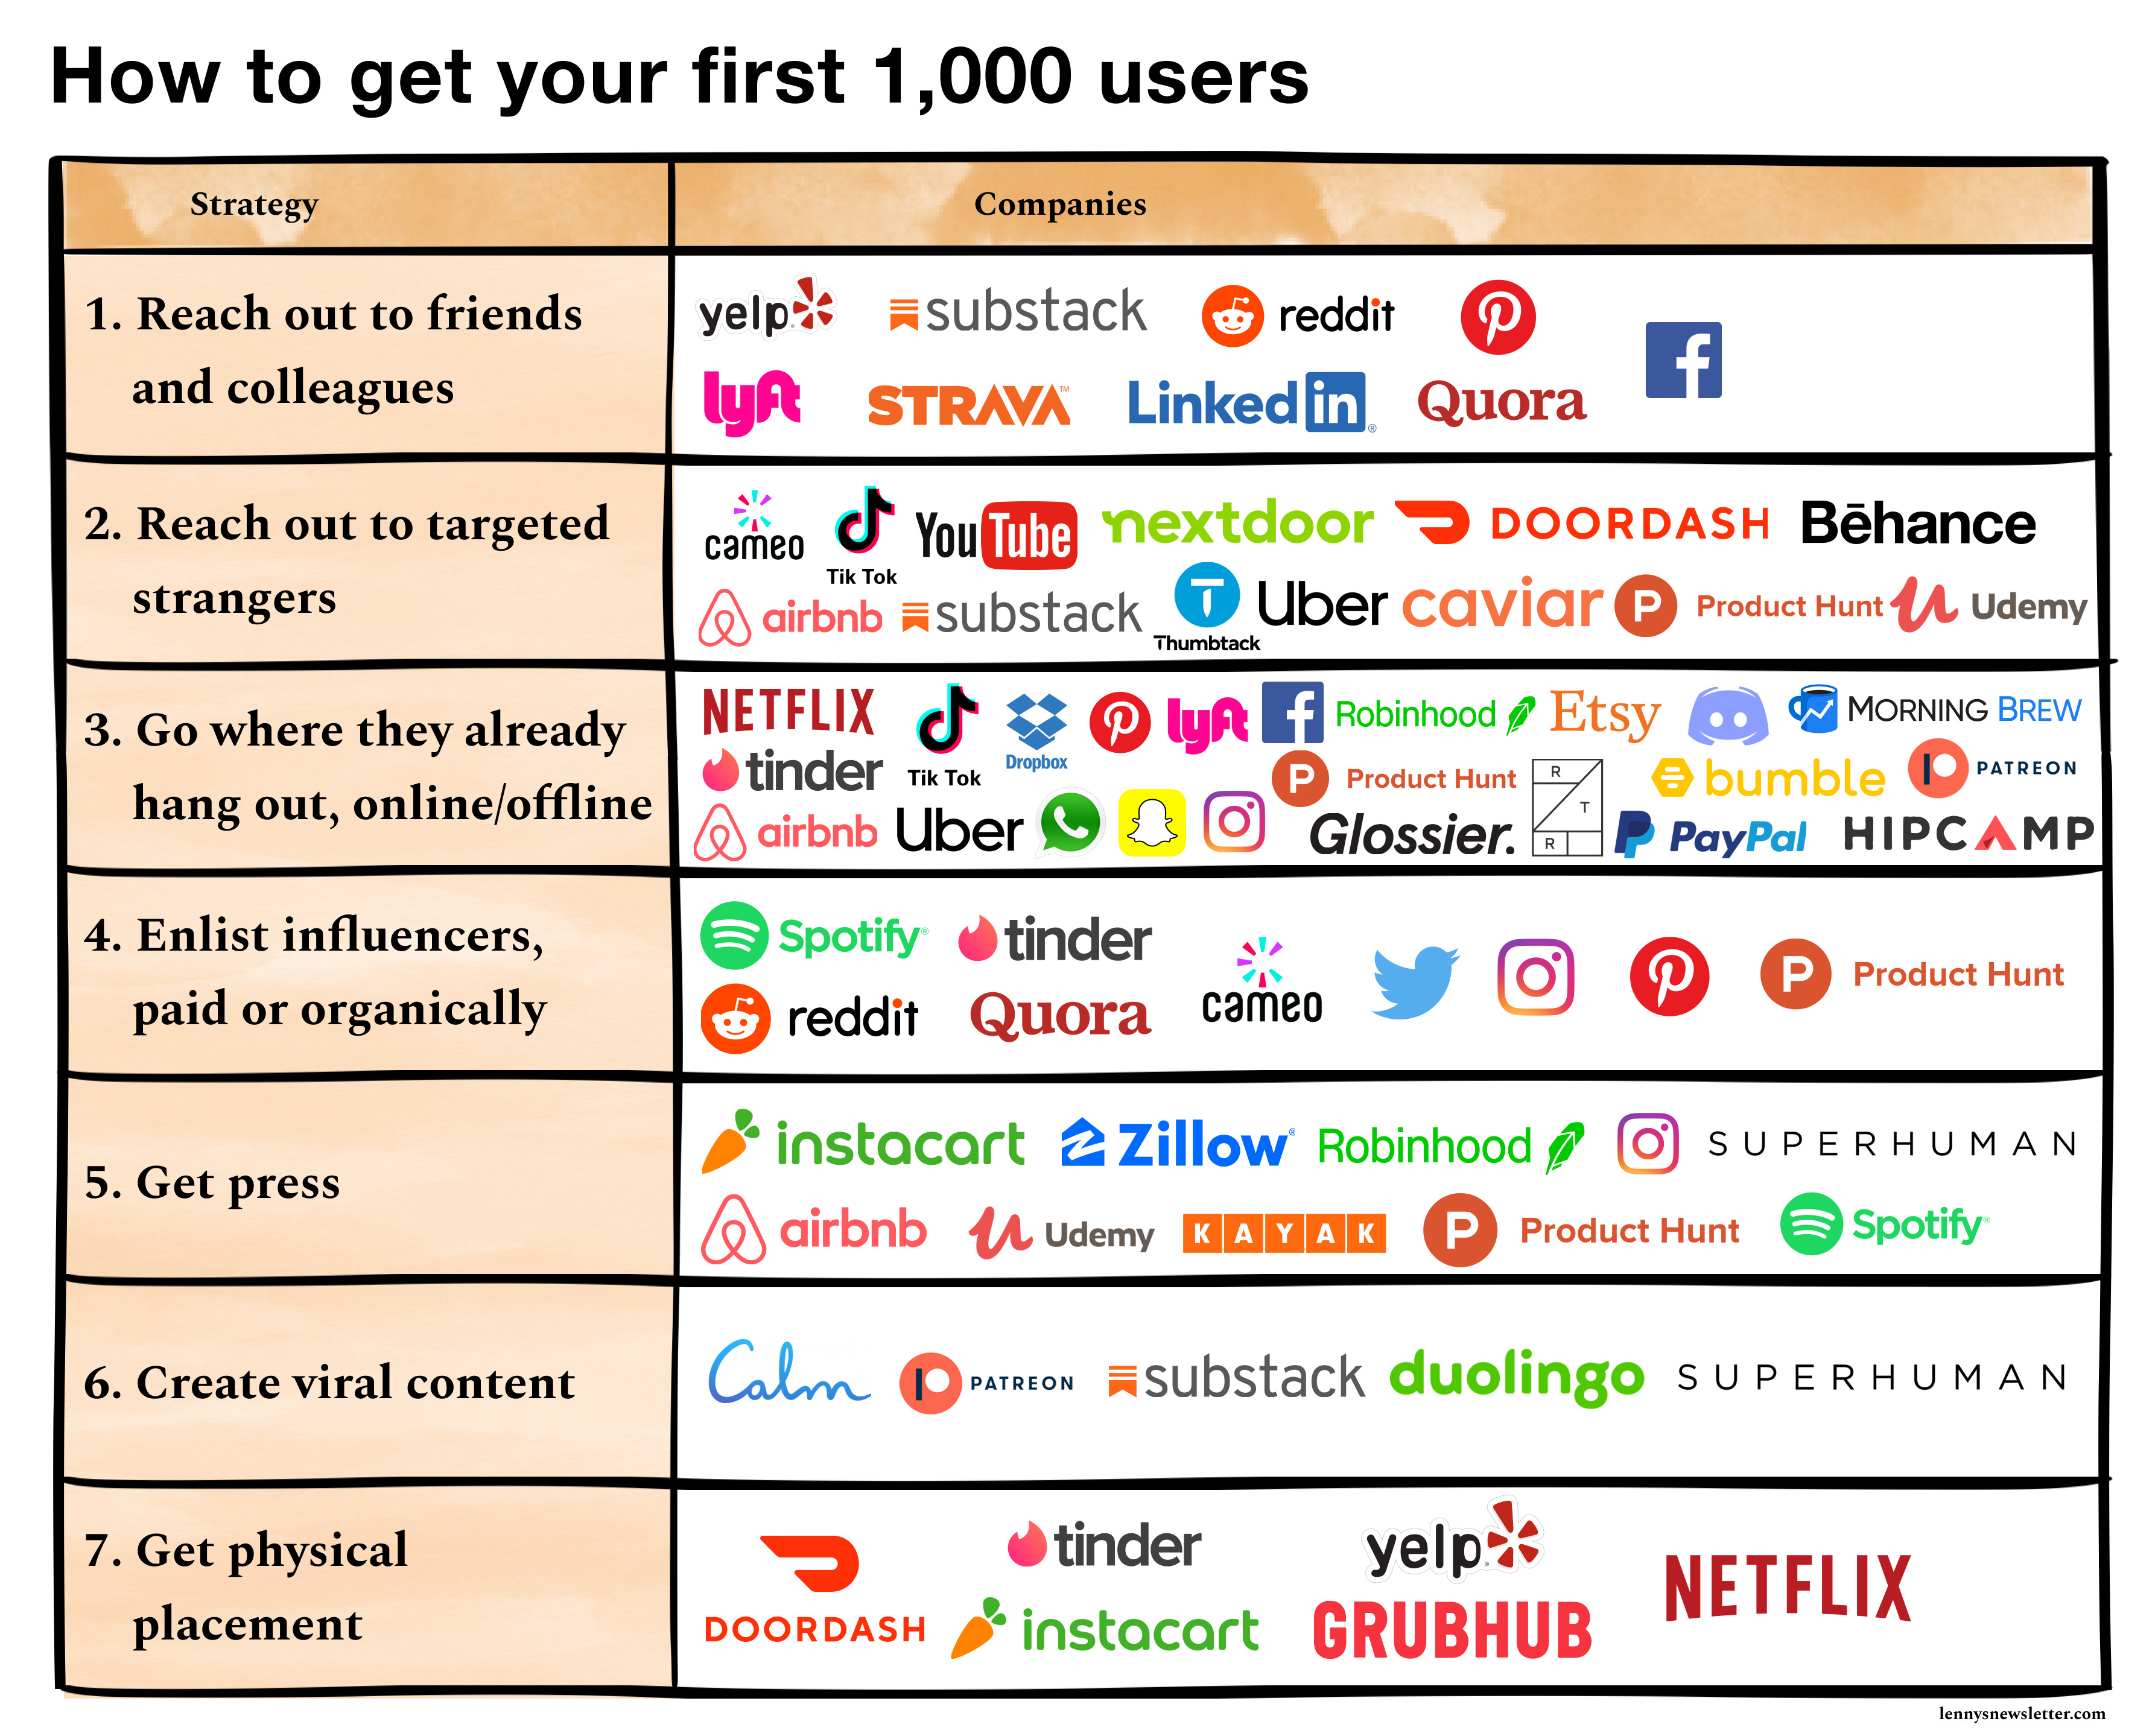 How to get your first 1,000 users
Strategy
Companies
1. Reach out to friends
and colleagues
yelp substack reddit
lyft STRAVA™ Linked in® Quora f
2. Reach out to targeted
strangers
cameo Tik Tok YouTube nextdoor DOORDASH Bēhance
airbnb substack Thumbtack Uber caviar P Product Hunt Udemy
3. Go where they already
hang out, online/offline
NETFLIX Tik Tok Dropbox lyft f Robinhood Etsy MORNING BREW
tinder P Product Hunt R T R bumble PATREON
airbnb Uber Glossier. PayPal HIPCAMP
4. Enlist influencers,
paid or organically
Spotify® tinder cameo P Product Hunt
reddit Quora
5. Get press
instacart Zillow® Robinhood SUPERHUMAN
airbnb Udemy KAYAK P Product Hunt Spotify®
6. Create viral content
Calm PATREON substack duolingo SUPERHUMAN
7. Get physical
placement
DOORDASH tinder yelp NETFLIX
instacart GRUBHUB
lennysnewsletter.com